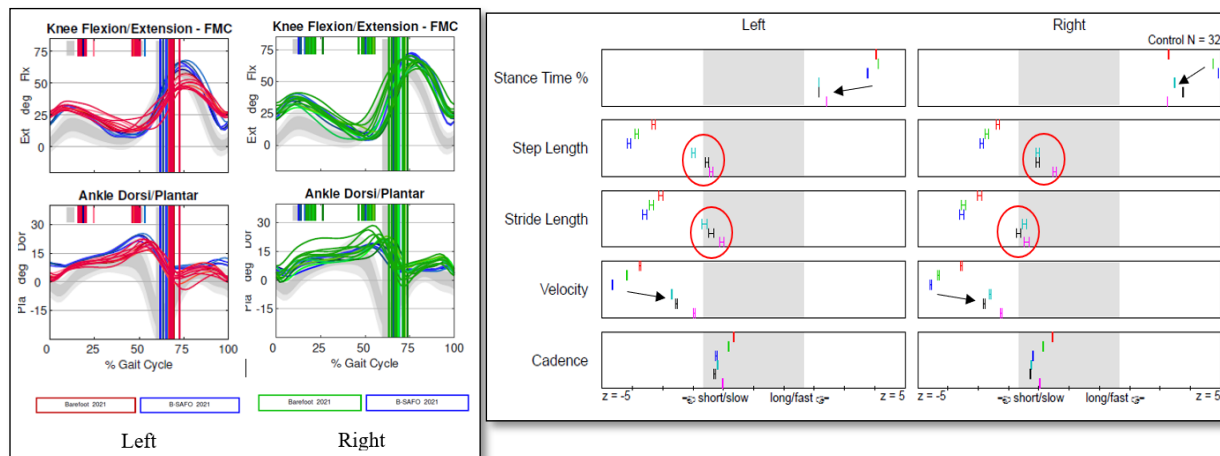 Knee Flexion/Extension - FMC
75
50
25
0
Ext deg Flx
Ankle Dorsi/Plantar
30
15
0
-15
Pla deg Dor
0 25 50 75 100
% Gait Cycle
Barefoot 2021 B-SAFO 2021
Left
Knee Flexion/Extension - FMC
75
50
25
0
Ext deg Flx
Ankle Dorsi/Plantar
30
15
0
-15
Pla deg Dor
0 25 50 75 100
% Gait Cycle
Barefoot 2021 B-SAFO 2021
Right
Left Right
Control N = 32
Stance Time %
Step Length
Stride Length
Velocity
Cadence
z = -5 short/slow long/fast z = 5
z = -5 short/slow long/fast z = 5